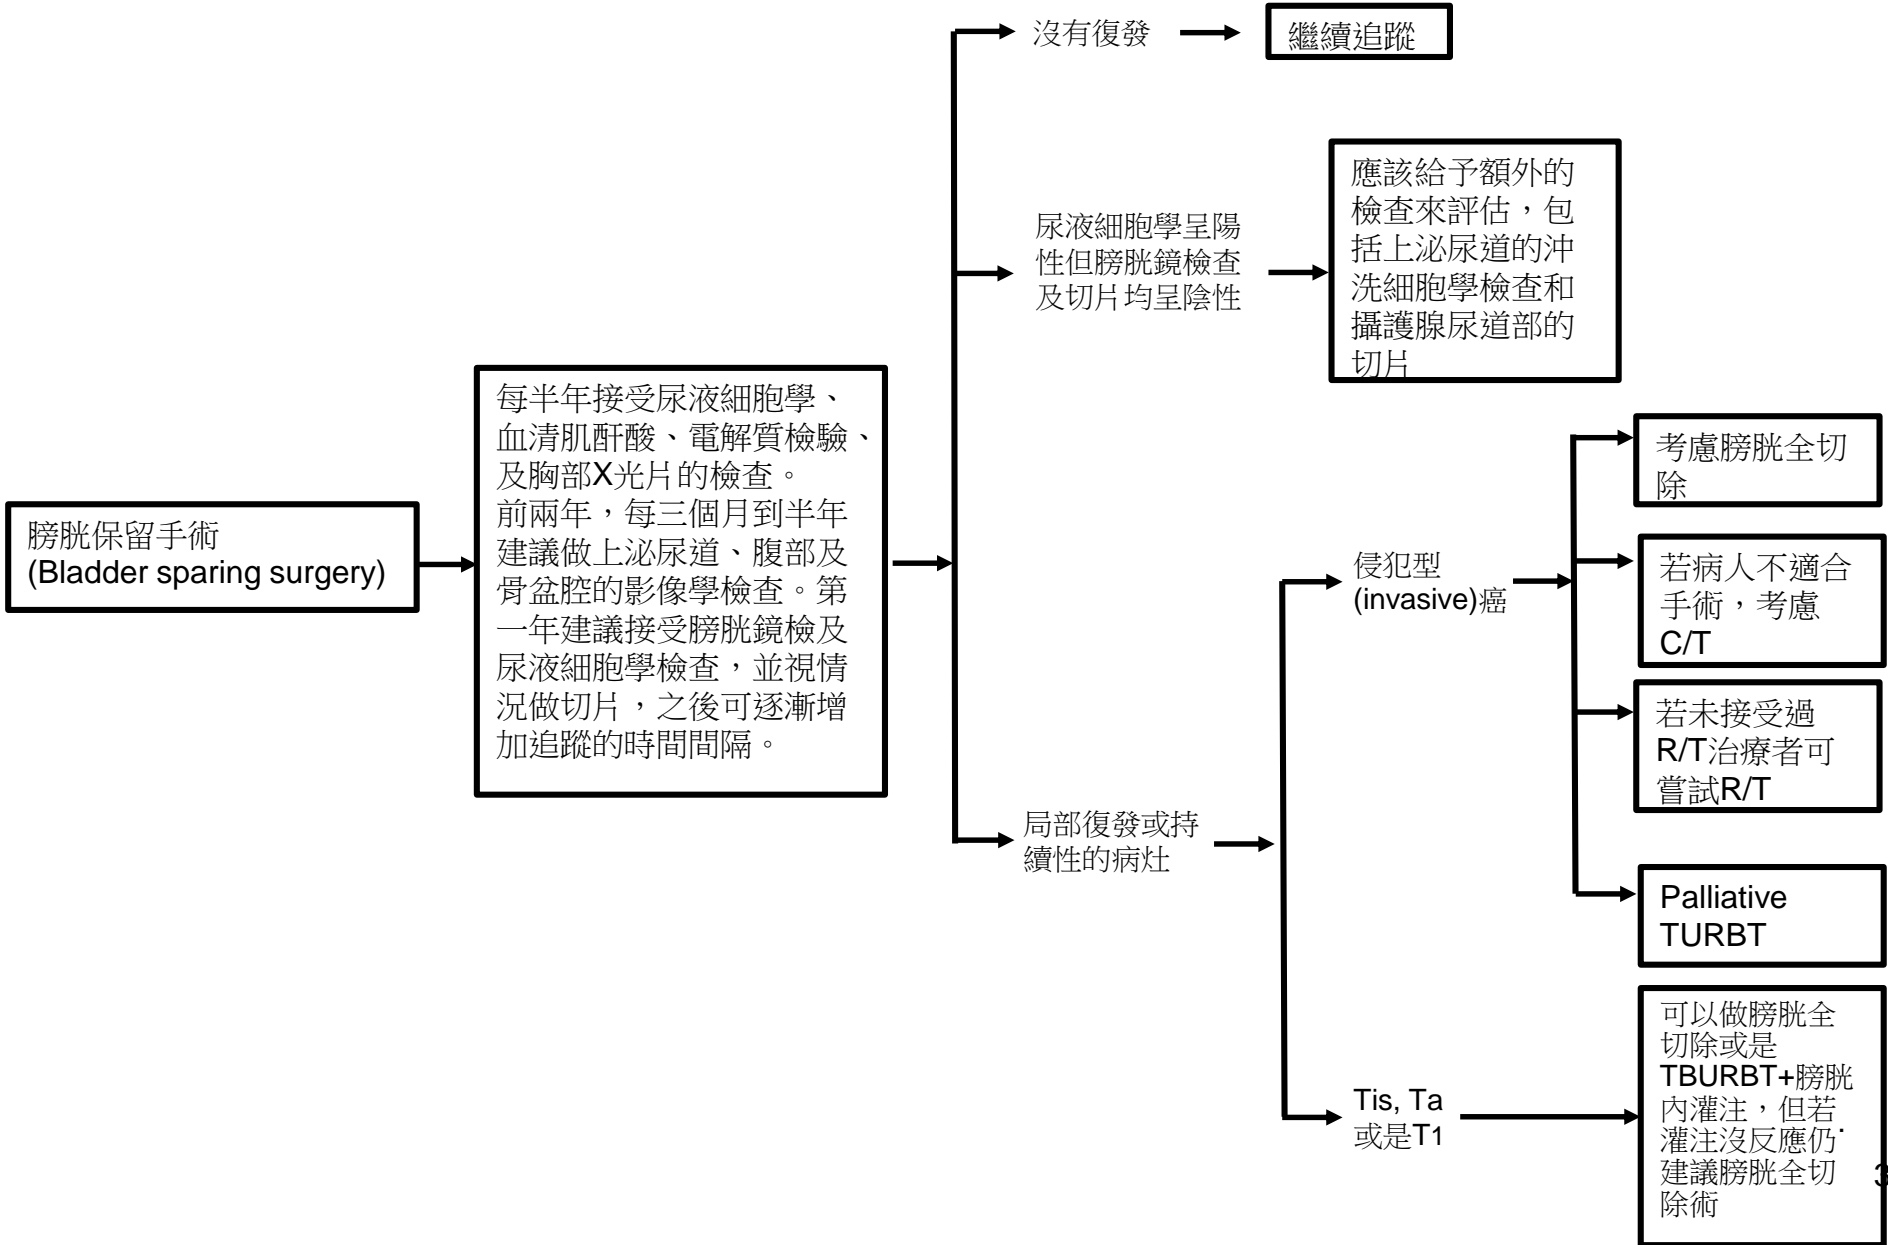 沒有復發
繼續追蹤
尿液細胞學呈陽
性但膀胱鏡檢查
及切片均呈陰性
應該給予額外的
檢查來評估，包
括上泌尿道的沖
洗細胞學檢查和
攝護腺尿道部的
切片
膀胱保留手術
(Bladder sparing surgery)
每半年接受尿液細胞學、
血清肌酐酸、電解質檢驗、
及胸部X光片的檢查。
前兩年，每三個月到半年
建議做上泌尿道、腹部及
骨盆腔的影像學檢查。第
一年建議接受膀胱鏡檢及
尿液細胞學檢查，並視情
況做切片，之後可逐漸增
加追蹤的時間間隔。
局部復發或持
續性的病灶
侵犯型
(invasive)癌
考慮膀胱全切
除
若病人不適合
手術，考慮
C/T
若未接受過
R/T治療者可
嘗試R/T
Palliative
TURBT
Tis, Ta
或是T1
可以做膀胱全
切除或是
TBURBT+膀胱
內灌注，但若
灌注沒反應仍
建議膀胱全切
除術
3